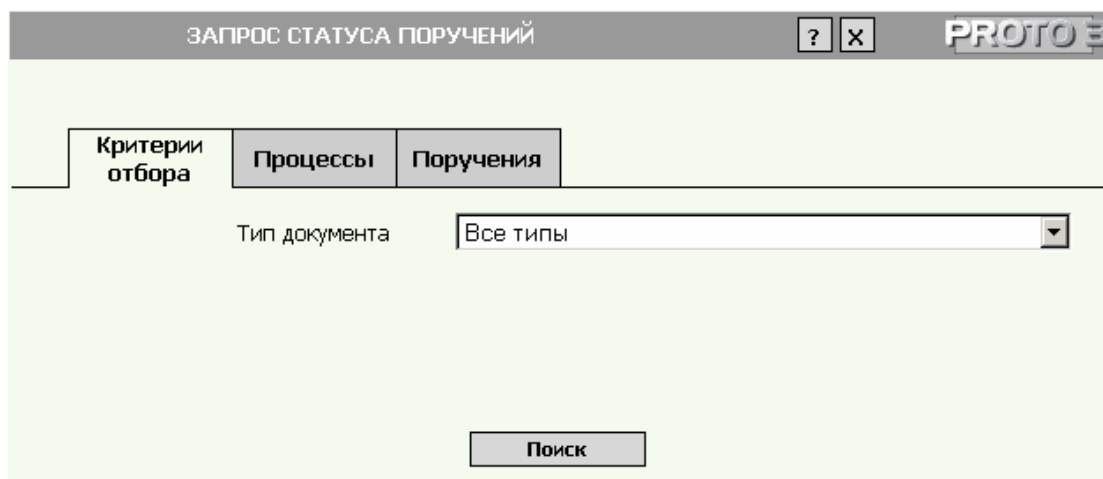 ЗАПРОС СТАТУСА ПОРУЧЕНИЙ ? X PROTO
Критерии отбора
Процессы
Поручения
Тип документа Все типы
Поиск